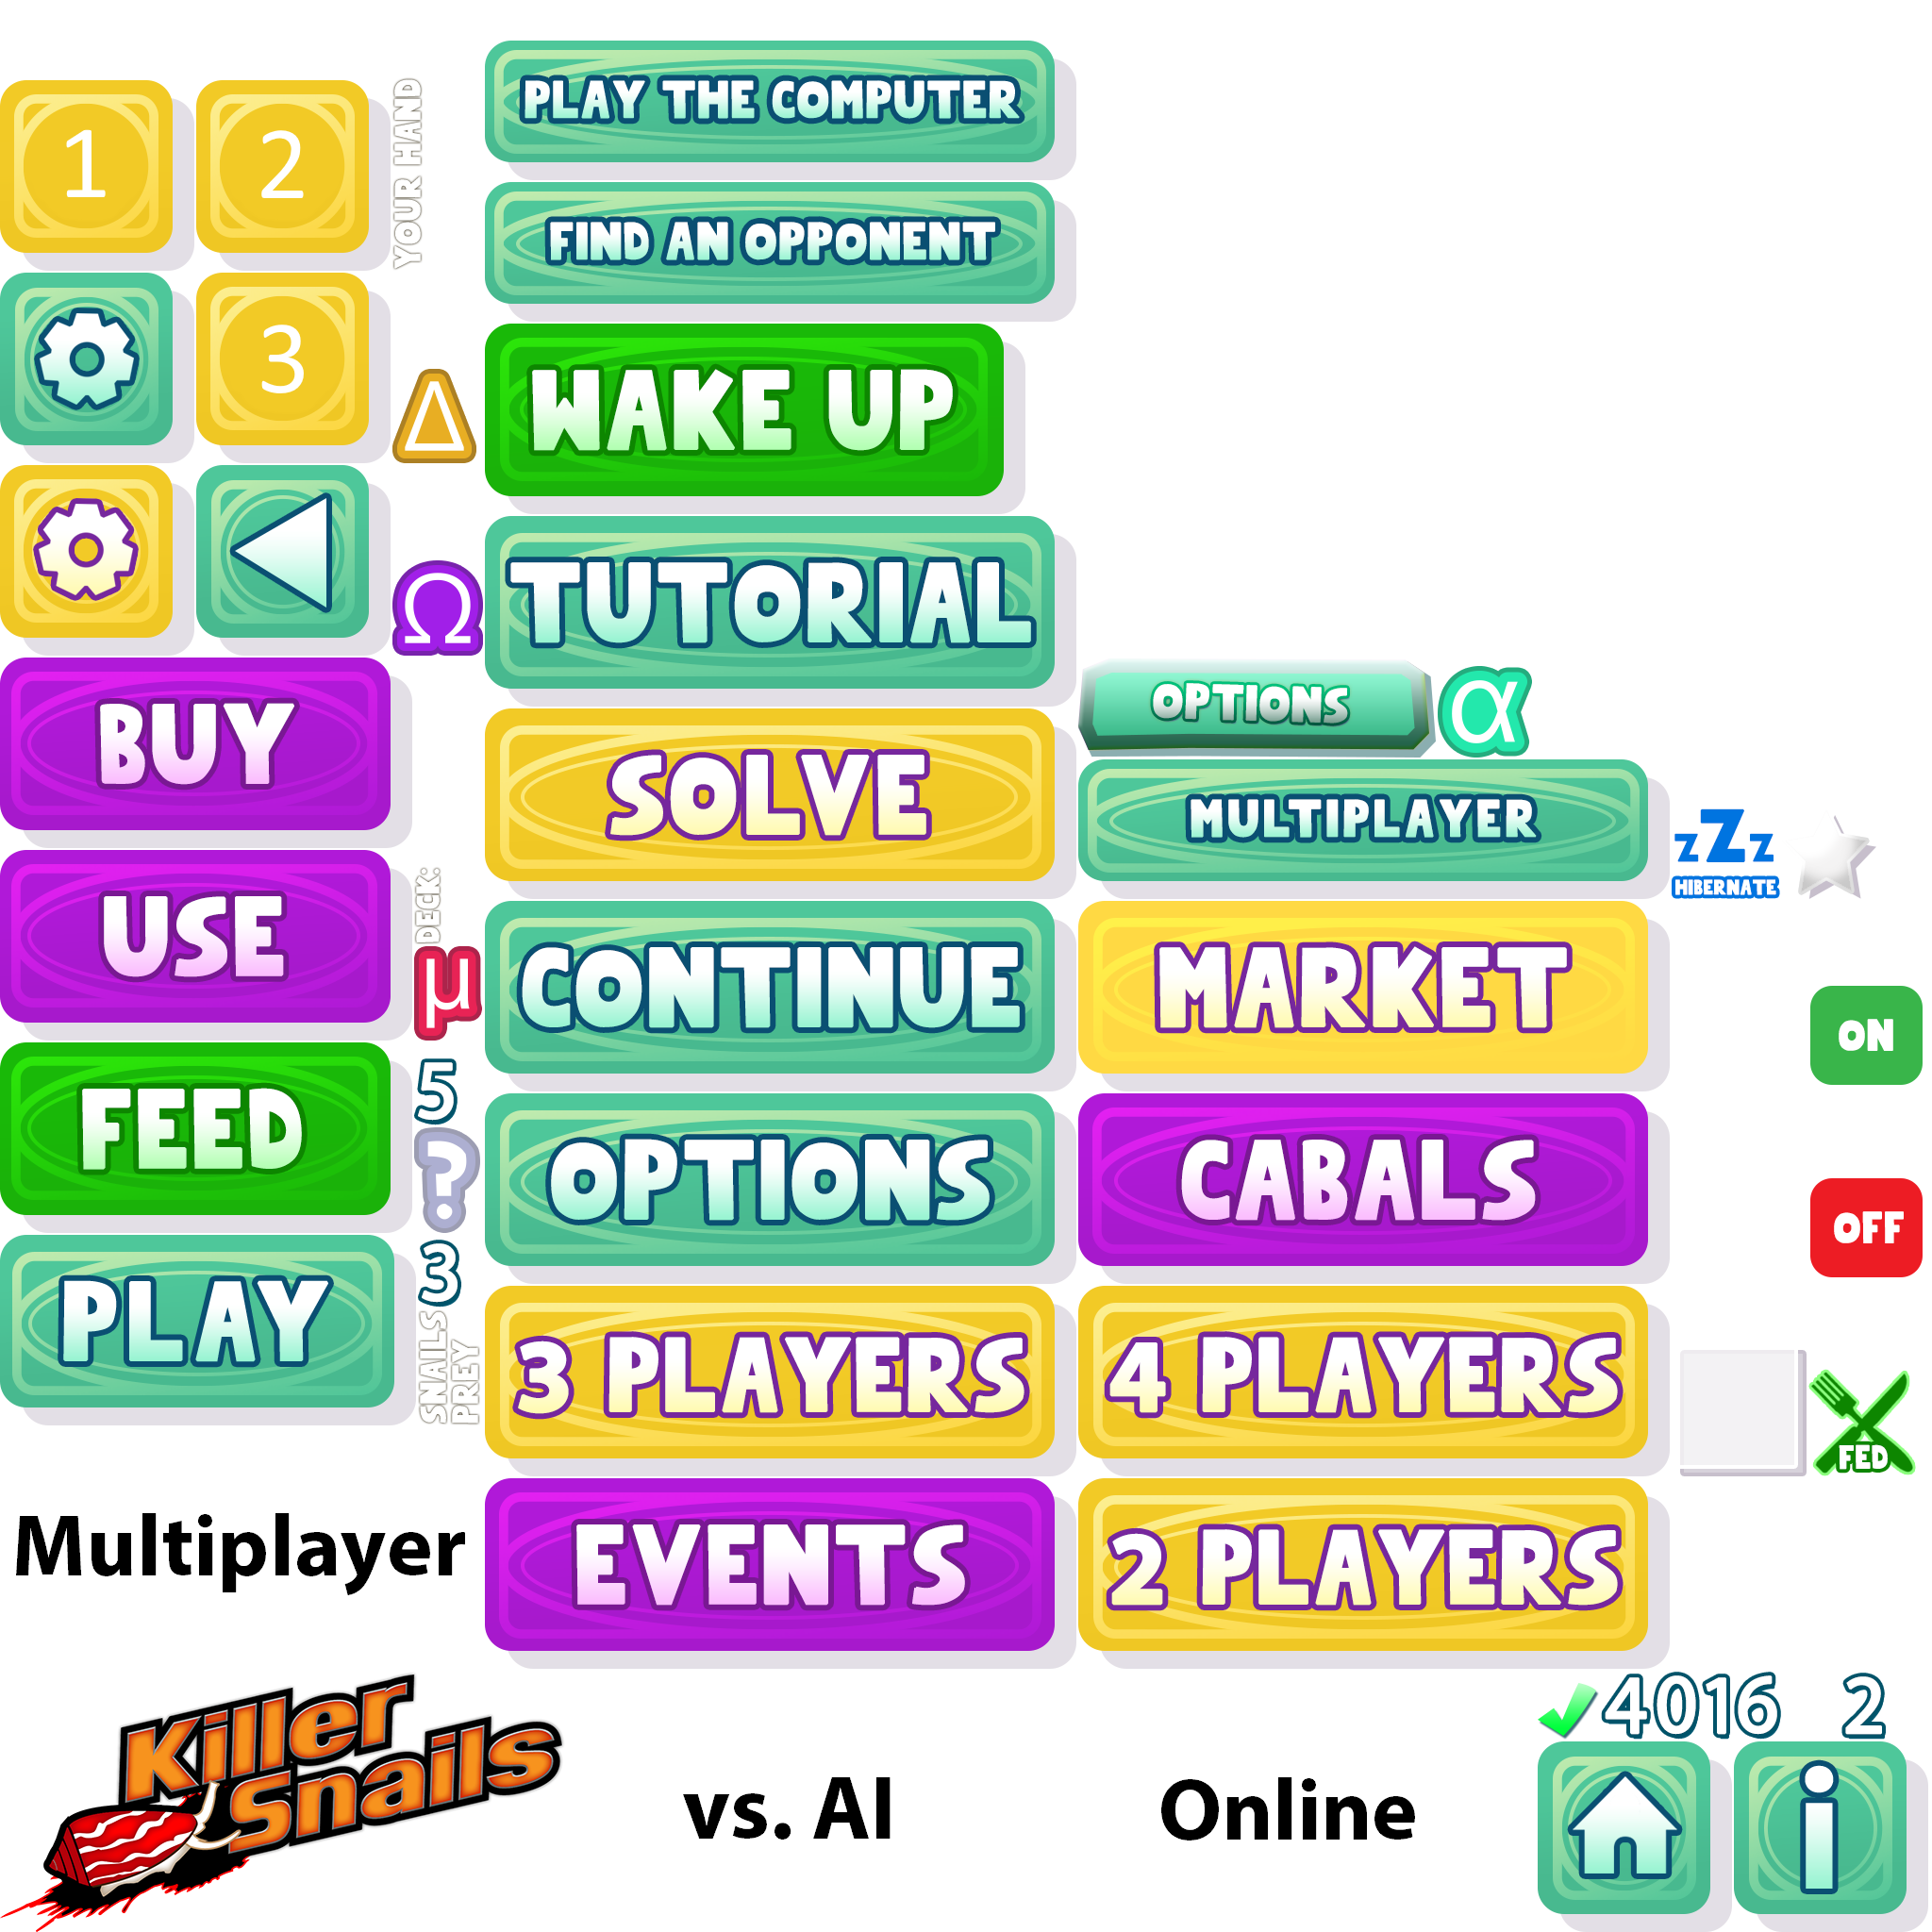 PLAY THE COMPUTER
1
2
YOUR HAND
FIND AN OPPONENT
3
Δ
WAKE UP
Ω
TUTORIAL
BUY
OPTIONS
α
SOLVE
MULTIPLAYER
zZz
HIBERNATE
USE
DECK:
µ
CONTINUE
MARKET
ON
FEED
5
?
OPTIONS
CABALS
OFF
PLAY
3
SNAILS
PREY
3 PLAYERS
4 PLAYERS
FED
Multiplayer
EVENTS
2 PLAYERS
Killer
Snails
vs. AI
Online
4016
2
i